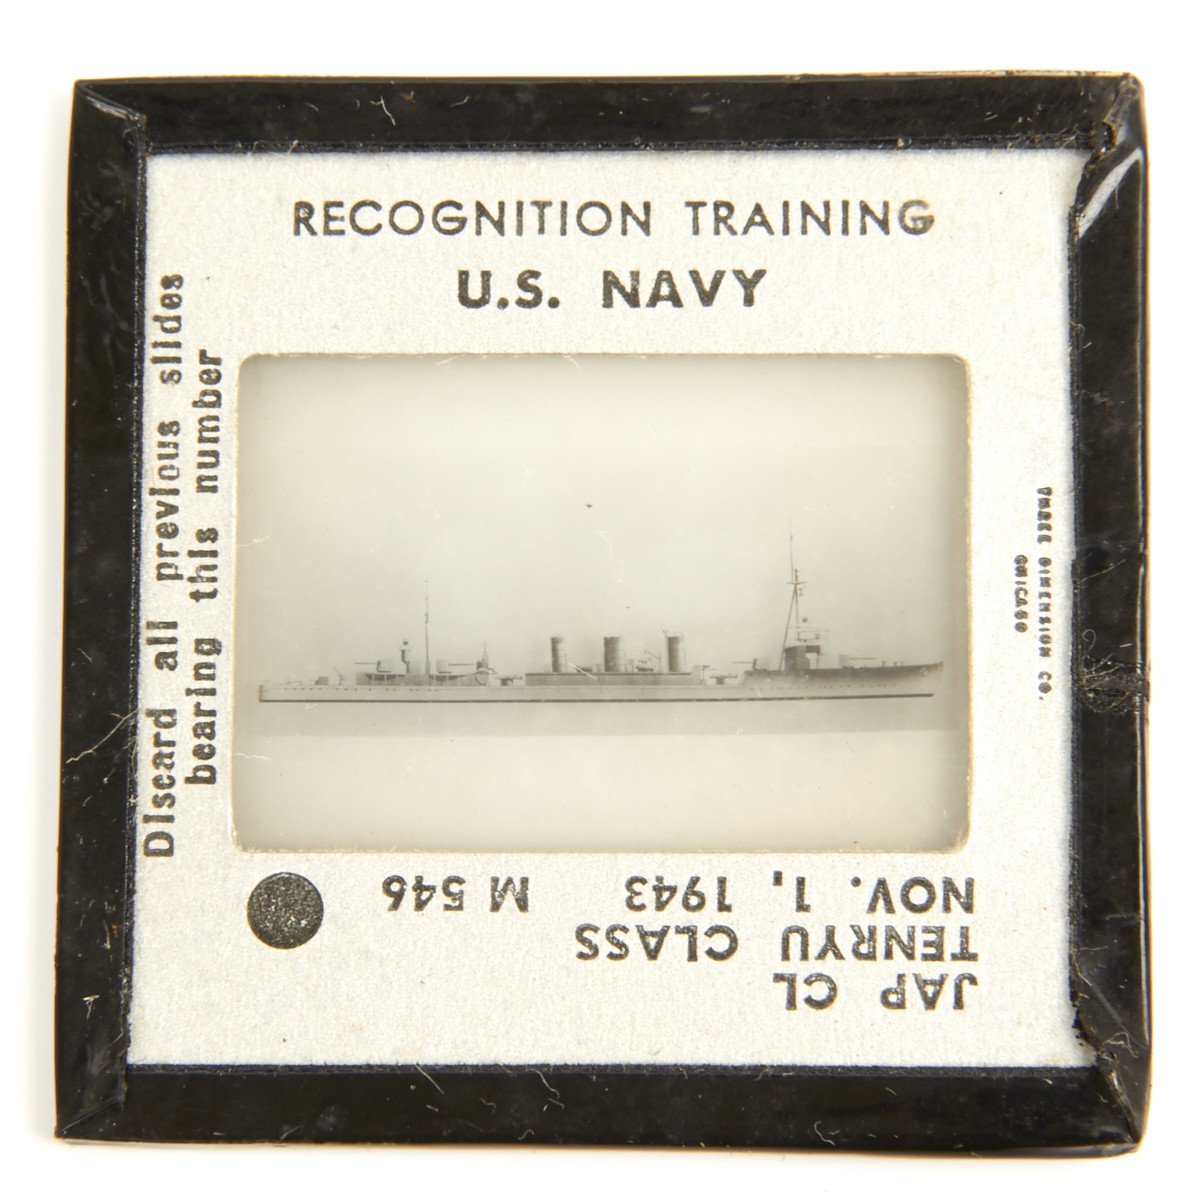 RECOGNITION TRAINING
U.S. NAVY
Discard all previous slides
bearing this number
THREE DIMENSION CO.
CHICAGO
JAP CL
TENRYU CLASS
NOV. 1, 1943 M 546